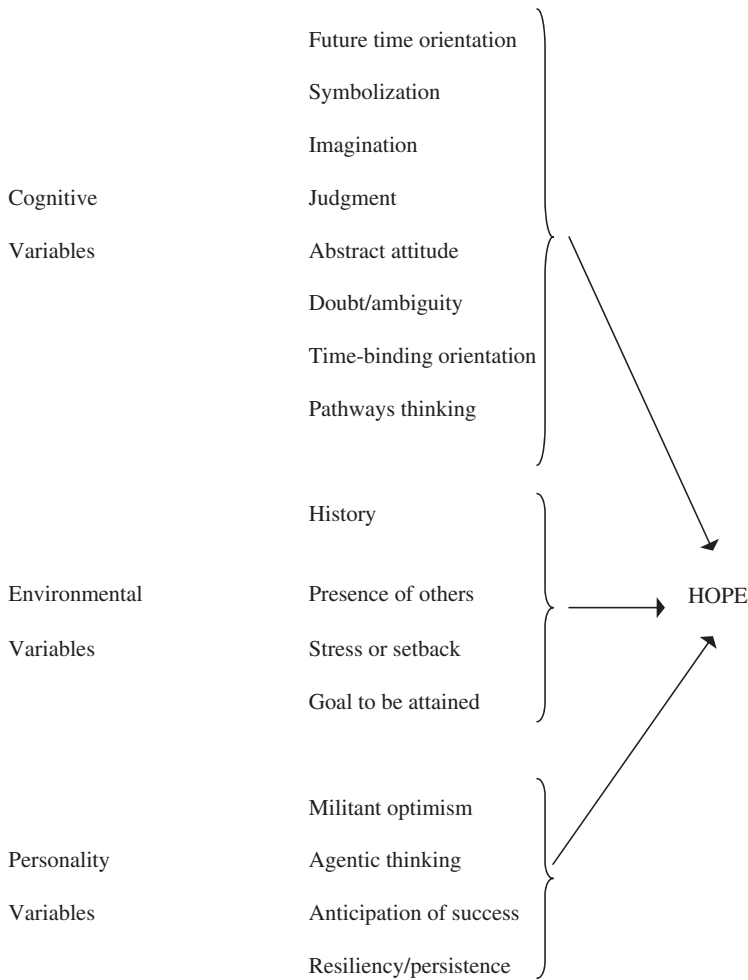 Future time orientation
Symbolization
Imagination
Cognitive Judgment
Variables Abstract attitude
Doubt/ambiguity
Time-binding orientation
Pathways thinking
History
Environmental Presence of others HOPE
Variables Stress or setback
Goal to be attained
Militant optimism
Personality Agentic thinking
Variables Anticipation of success
Resiliency/persistence